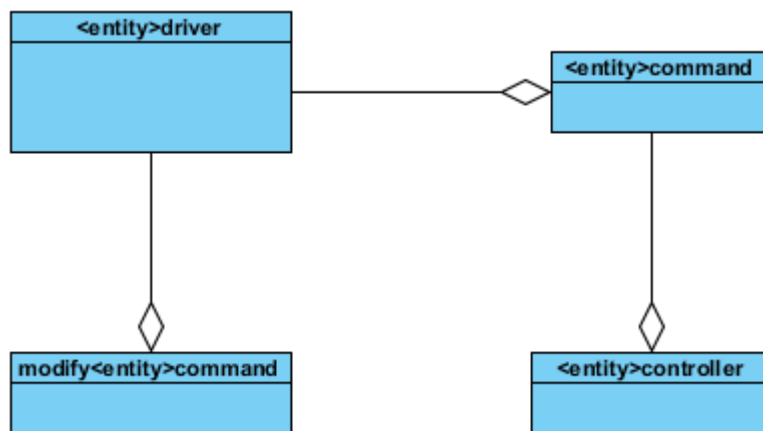 <entity>driver
<entity>command
modify<entity>command
<entity>controller